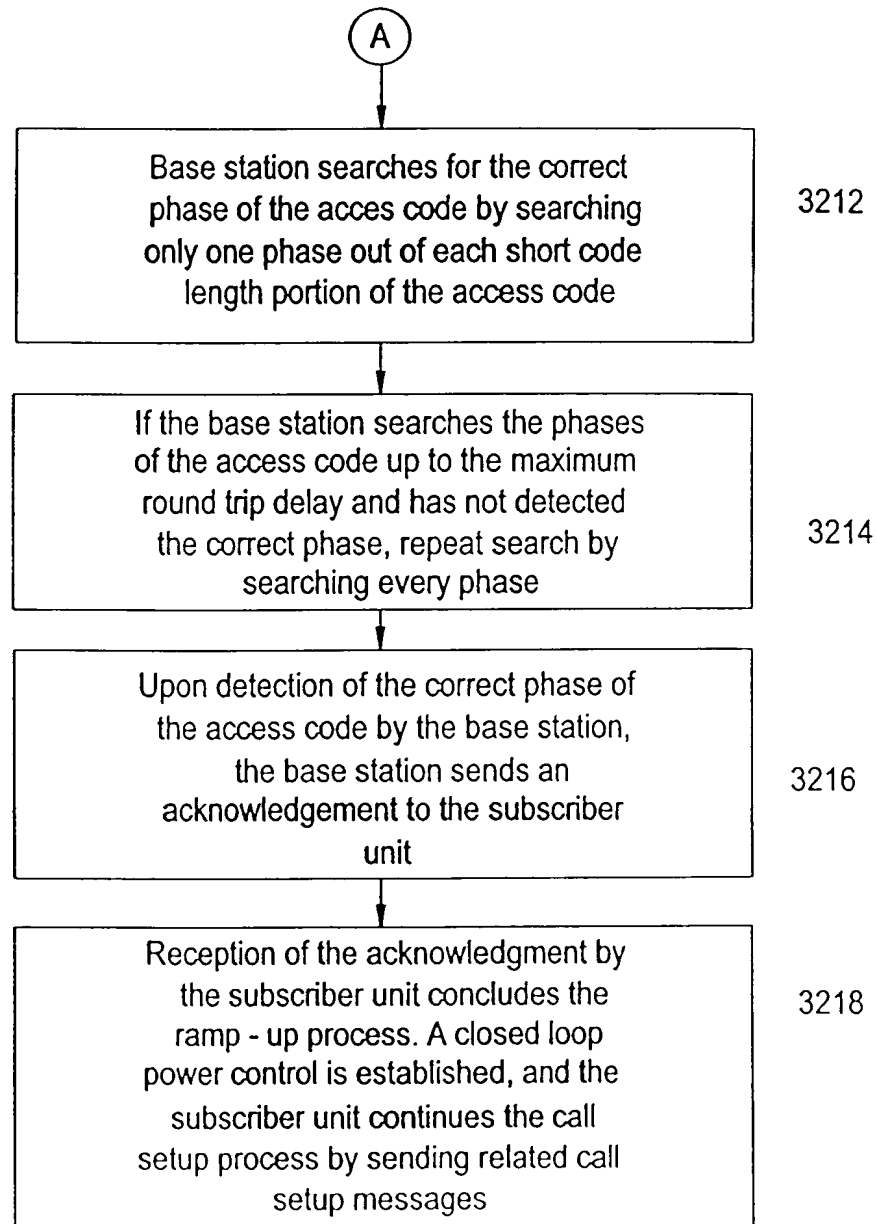 A
Base station searches for the correct
phase of the acces code by searching
only one phase out of each short code
length portion of the access code
3212
If the base station searches the phases
of the access code up to the maximum
round trip delay and has not detected
the correct phase, repeat search by
searching every phase
3214
Upon detection of the correct phase of
the access code by the base station,
the base station sends an
acknowledgement to the subscriber
unit
3216
Reception of the acknowledgment by
the subscriber unit concludes the
ramp - up process. A closed loop
power control is established, and the
subscriber unit continues the call
setup process by sending related call
setup messages
3218